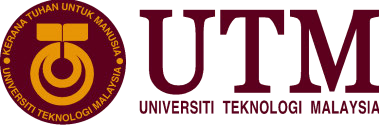 • KERANA TUHAN UNTUK MANUSIA •
UNIVERSITI TEKNOLOGI MALAYSIA
UTM
UNIVERSITI TEKNOLOGI MALAYSIA